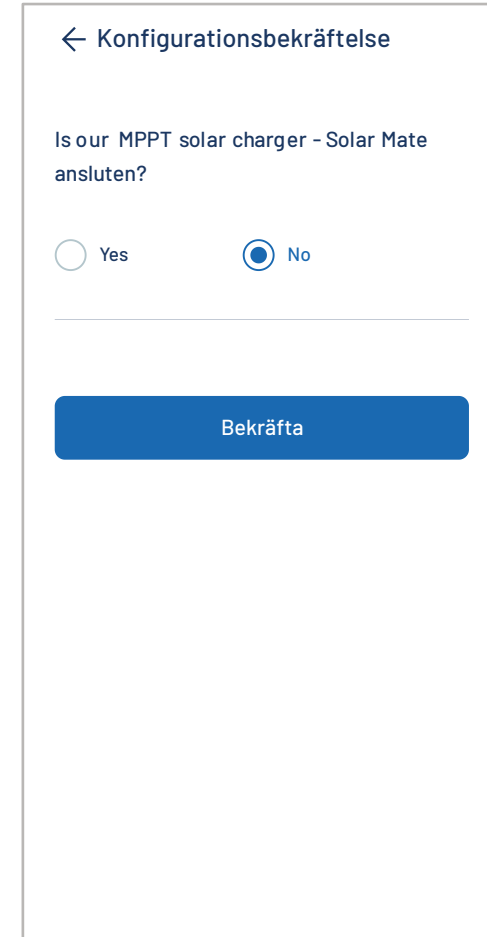 Konfigurationsbekräftelse
Is our MPPT solar charger - Solar Mate
ansluten?
Yes No
Bekräfta